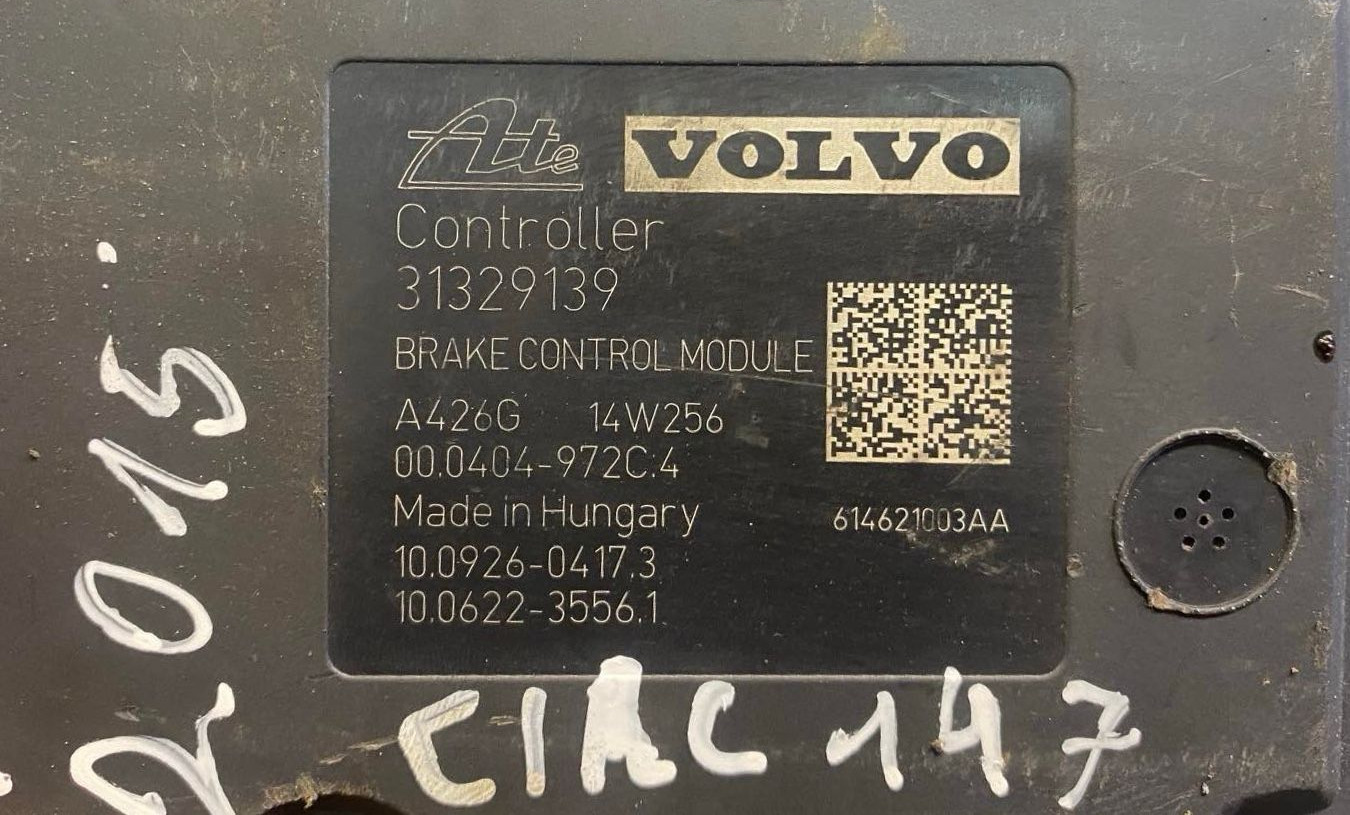 Ate VOLVO
Controller
31329139
BRAKE CONTROL MODULE
A426G 14W256
00.0404-972C.4
Made in Hungary
614621003AA
10.0926-0417.3
10.0622-3556.1
2015
147